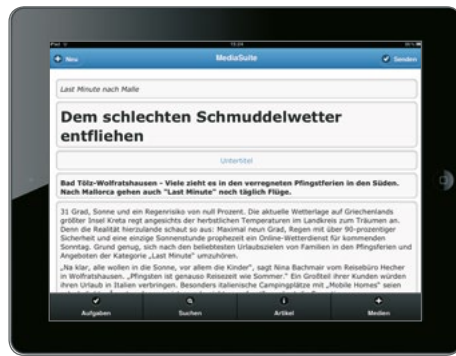 iPad
13:24
Neu
MediaSuite
Senden
Last Minute nach Malle
Dem schlechten Schmuddelwetter
entfliehen
Untertitel
Bad Tölz-Wolfratshausen - Viele zieht es in den verregneten Pfingstferien in den Süden.
Nach Mallorca gehen auch "Last Minute" noch täglich Flüge.
31 Grad, Sonne und ein Regenrisiko von null Prozent. Die aktuelle Wetterlage auf Griechenlands
größter Insel Kreta regt angesichts der herbstlichen Temperaturen im Landkreis zum Träumen an.
Denn die Realität hierzulande schaut so aus: Maximal neun Grad, Regen mit über 90-prozentiger
Sicherheit und eine einzige Sonnenstunde prophezeit ein Online-Wetterdienst für kommenden
Sonntag. Grund genug, sich nach den beliebtesten Urlaubszielen von Familien in den Pfingsferien und
Angeboten der Kategorie „Last Minute" umzuhören.
„Na klar, alle wollen in die Sonne, vor allem die Kinder", sagt Nina Bachmair vom Reisebüro Hecher
in Wolfratshausen. „Pfingsten ist genauso Reisezeit wie Sommer." Ein Großteil ihrer Kunden würden
ihren Urlaub in Italien verbringen. Besonders italienische Campingplätze mit „Mobile Homes" seien
Aufgaben
Suchen
Artikel
Medien